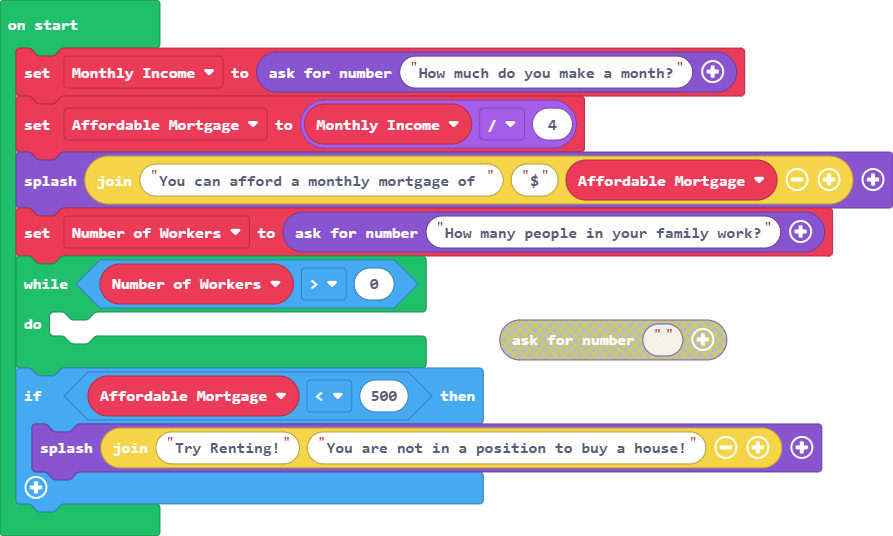 on start
set Monthly Income to ask for number "How much do you make a month?"
set Affordable Mortgage to Monthly Income / 4
splash join "You can afford a monthly mortgage of " "$" Affordable Mortgage
set Number of Workers to ask for number "How many people in your family work?"
while Number of Workers > 0
do
ask for number " "
if Affordable Mortgage < 500 then
splash join "Try Renting!" "You are not in a position to buy a house!"